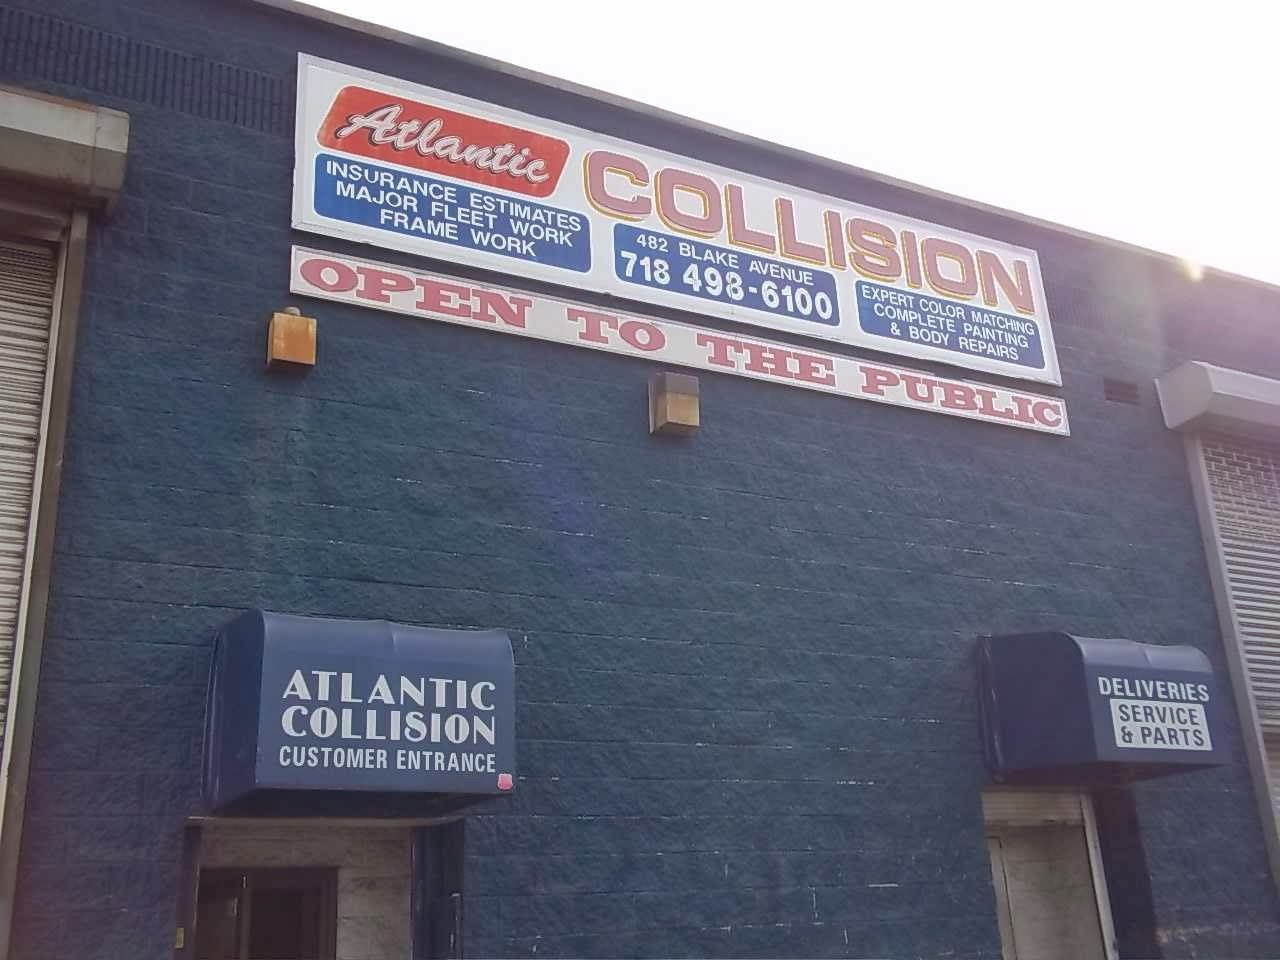 Atlantic
COLLISION
INSURANCE ESTIMATES
MAJOR FLEET WORK
FRAME WORK
482 BLAKE AVENUE
718 498-6100
EXPERT COLOR MATCHING
COMPLETE PAINTING
& BODY REPAIRS
OPEN TO THE PUBLIC
ATLANTIC
COLLISION
CUSTOMER ENTRANCE
DELIVERIES
SERVICE
& PARTS